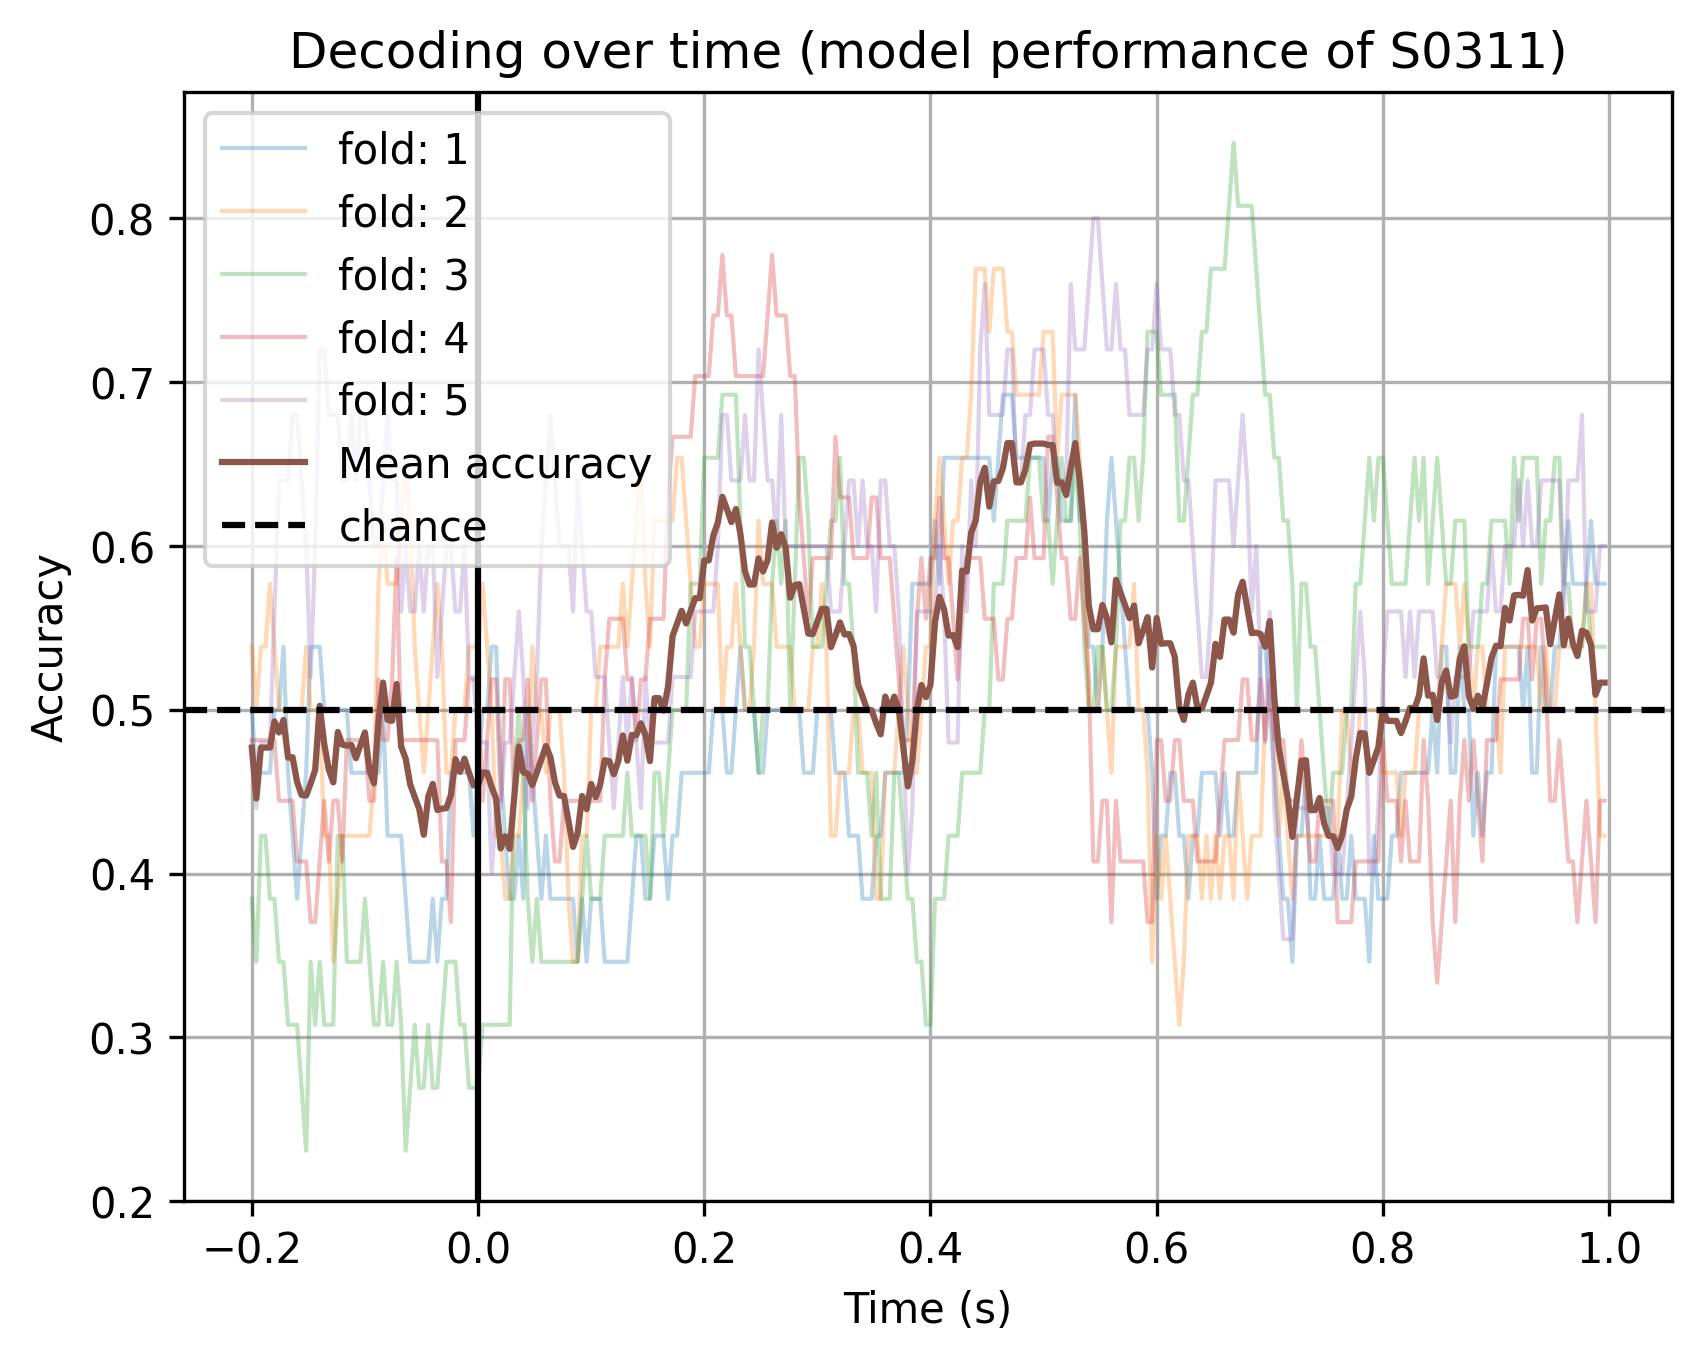 Decoding over time (model performance of S0311)
fold: 1
fold: 2
fold: 3
fold: 4
fold: 5
Mean accuracy
chance
Accuracy
0.8
0.7
0.6
0.5
0.4
0.3
0.2
−0.2 0.0 0.2 0.4 0.6 0.8 1.0
Time (s)